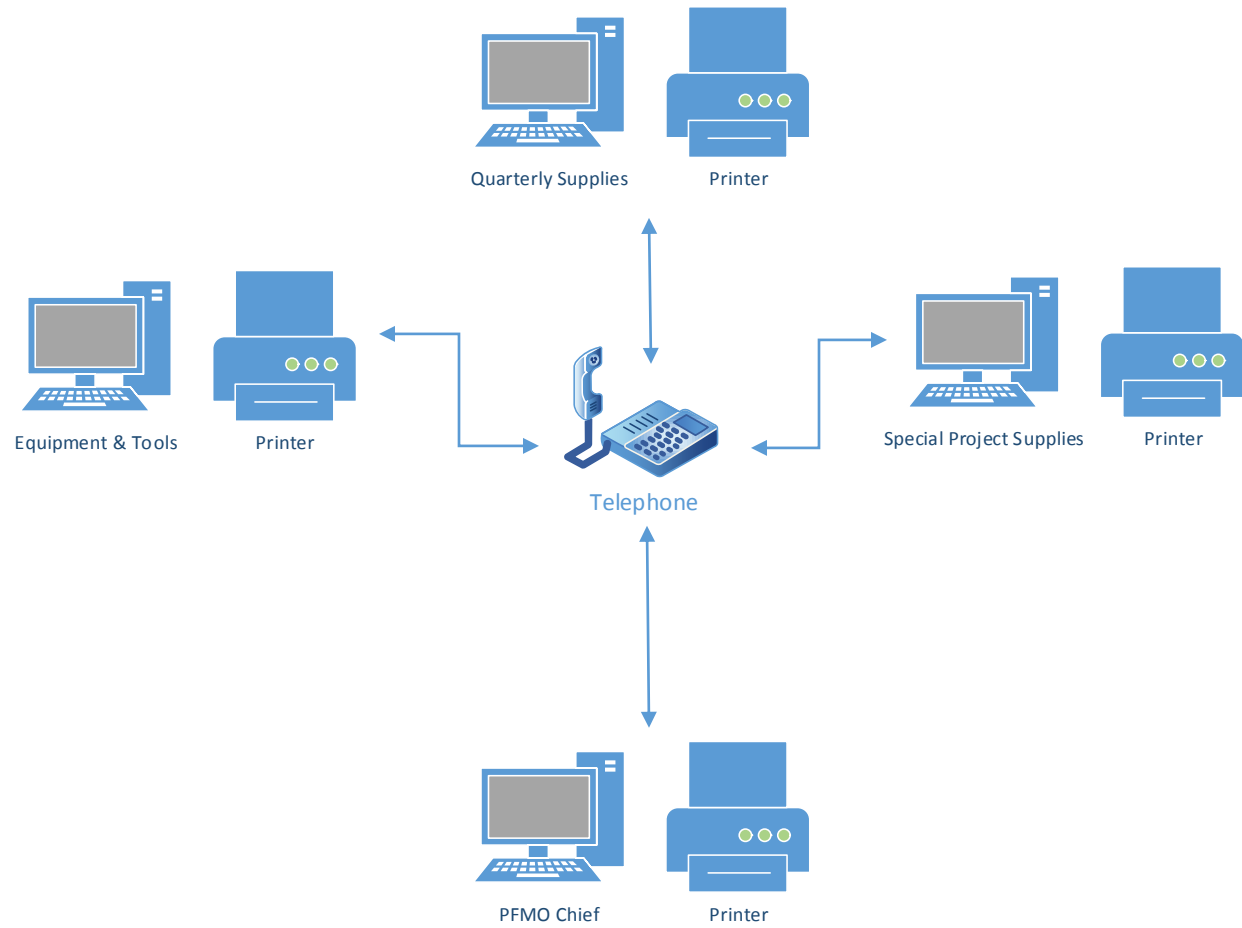 Quarterly Supplies
Printer
Equipment & Tools
Printer
Special Project Supplies
Printer
Telephone
PFMO Chief
Printer